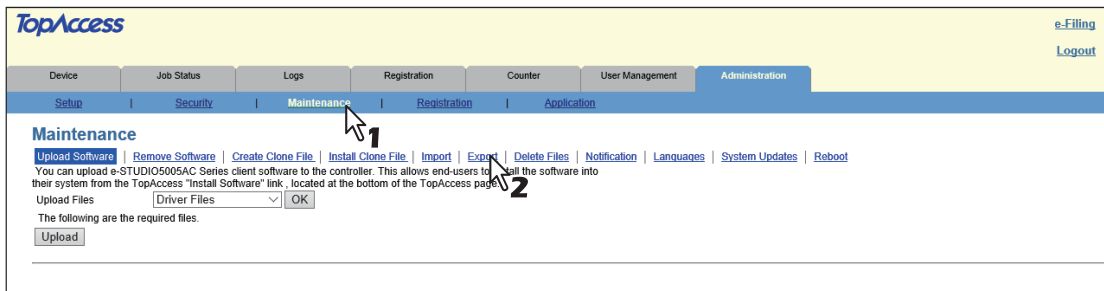 TopAccess
e-Filing
Logout
Device Job Status Logs Registration Counter User Management Administration
Setup | Security | Maintenance | Registration | Application
1
Maintenance
Upload Software | Remove Software | Create Clone File | Install Clone File | Import | Export | Delete Files | Notification | Languages | System Updates | Reboot
You can upload e-STUDIO5005AC Series client software to the controller. This allows end-users to install the software into
their system from the TopAccess "Install Software" link , located at the bottom of the TopAccess page.
2
Upload Files Driver Files OK
The following are the required files.
Upload